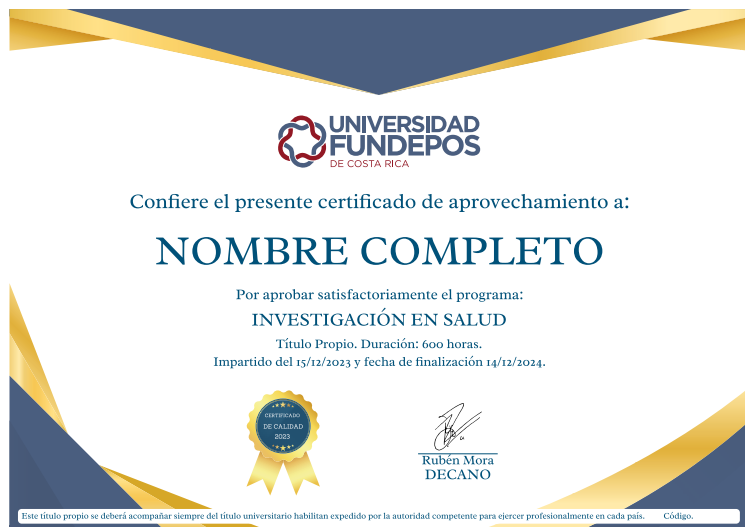 UNIVERSIDAD
FUNDEPOS
DE COSTA RICA
Confiere el presente certificado de aprovechamiento a:
NOMBRE COMPLETO
Por aprobar satisfactoriamente el programa:
INVESTIGACIÓN EN SALUD
Título Propio. Duración: 600 horas.
Impartido del 15/12/2023 y fecha de finalización 14/12/2024.
CERTIFICADO
DE CALIDAD
2023
Rubén Mora
DECANO
Este título propio se deberá acompañar siempre del título universitario habilitan expedido por la autoridad competente para ejercer profesionalmente en cada país. Código.